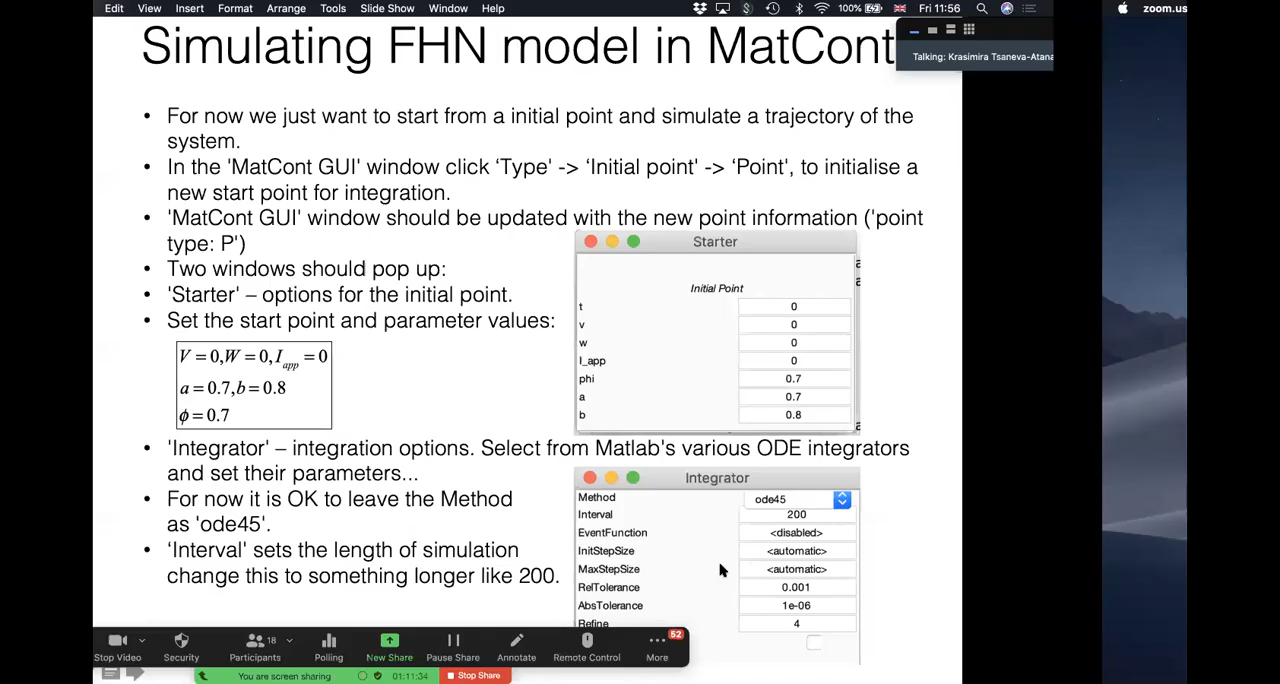 Edit View Insert Format Arrange Tools Slide Show Window Help 100% Fri 11:56 zoom.us
Talking: Krasimira Tsaneva-Atana
Simulating FHN model in MatCont
• For now we just want to start from a initial point and simulate a trajectory of the
system.
• In the 'MatCont GUI' window click ‘Type' -> ‘Initial point' -> ‘Point', to initialise a
new start point for integration.
• 'MatCont GUI' window should be updated with the new point information ('point
type: P')
• Two windows should pop up:
• 'Starter' – options for the initial point.
• Set the start point and parameter values:
V = 0,W = 0,I_app = 0
a = 0.7,b = 0.8
ϕ = 0.7
Starter
Initial Point
t 0
v 0
w 0
I_app 0
phi 0.7
a 0.7
b 0.8
• 'Integrator' – integration options. Select from Matlab's various ODE integrators
and set their parameters...
• For now it is OK to leave the Method
as 'ode45'.
• ‘Interval' sets the length of simulation
change this to something longer like 200.
Integrator
Method ode45
Interval 200
EventFunction <disabled>
InitStepSize <automatic>
MaxStepSize <automatic>
RelTolerance 0.001
AbsTolerance 1e-06
Refine 4
18 52
Stop Video Security Participants Polling New Share Pause Share Annotate Remote Control More
You are screen sharing 01:11:34 Stop Share